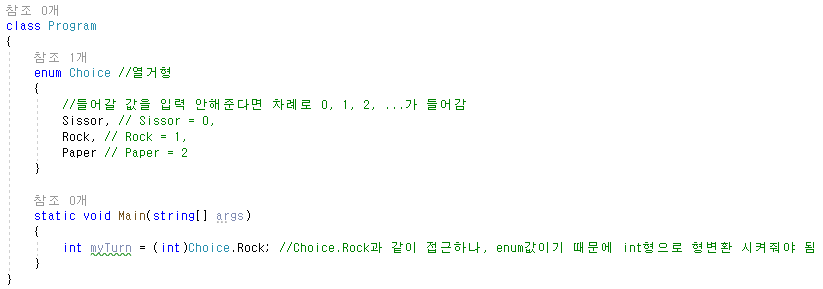 참조 0개
class Program
{
참조 1개
enum Choice //열거형
{
//들어갈 값을 입력 안해준다면 차례로 0, 1, 2, ...가 들어감
Sissor, // Sissor = 0,
Rock, // Rock = 1,
Paper // Paper = 2
}
참조 0개
static void Main(string[] args)
{
int myTurn = (int)Choice.Rock; //Choice.Rock과 같이 접근하나, enum값이기 때문에 int형으로 형변환 시켜줘야 됨
}
}